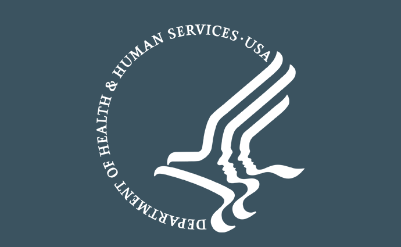 DEPARTMENT OF HEALTH & HUMAN SERVICES · USA